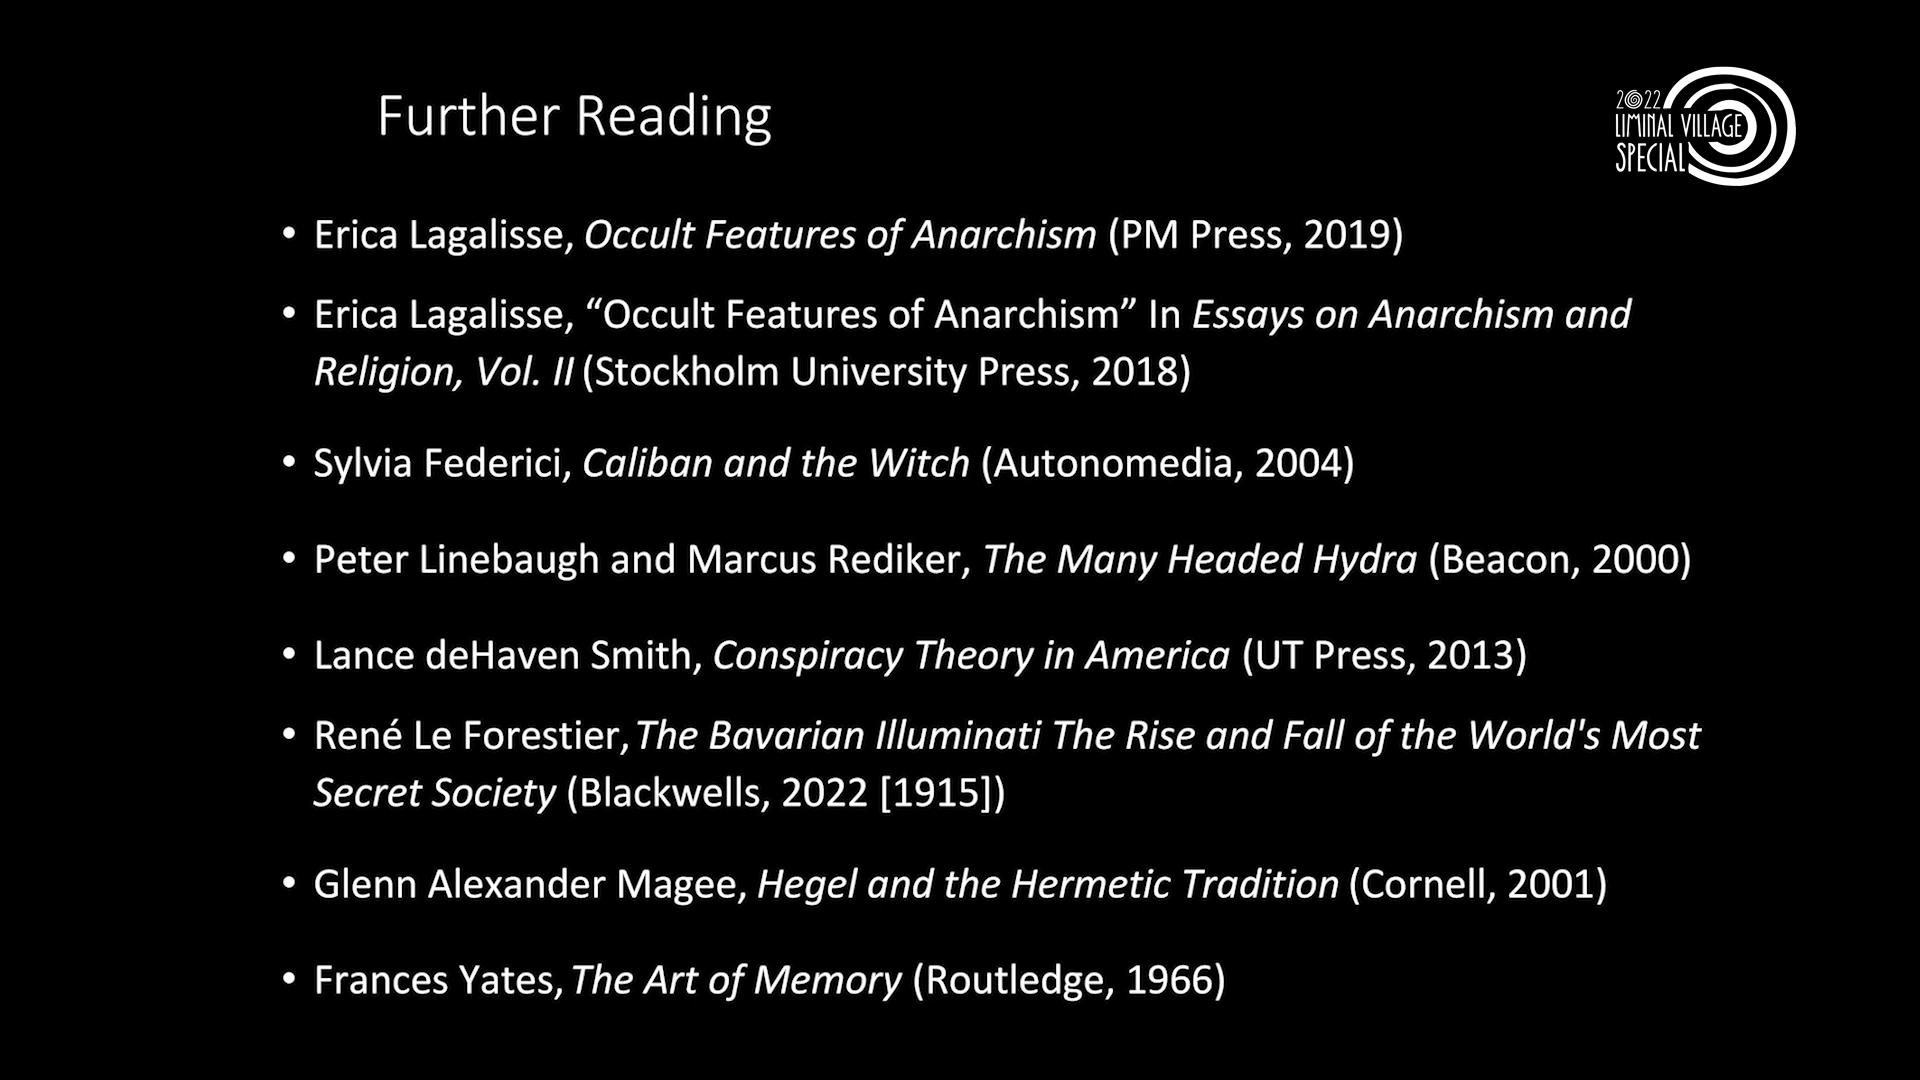 Further Reading
2022
LIMINAL VILLAGE
SPECIAL
• Erica Lagalisse, Occult Features of Anarchism (PM Press, 2019)
• Erica Lagalisse, “Occult Features of Anarchism” In Essays on Anarchism and
Religion, Vol. II (Stockholm University Press, 2018)
• Sylvia Federici, Caliban and the Witch (Autonomedia, 2004)
• Peter Linebaugh and Marcus Rediker, The Many Headed Hydra (Beacon, 2000)
• Lance deHaven Smith, Conspiracy Theory in America (UT Press, 2013)
• René Le Forestier, The Bavarian Illuminati The Rise and Fall of the World's Most
Secret Society (Blackwells, 2022 [1915])
• Glenn Alexander Magee, Hegel and the Hermetic Tradition (Cornell, 2001)
• Frances Yates, The Art of Memory (Routledge, 1966)